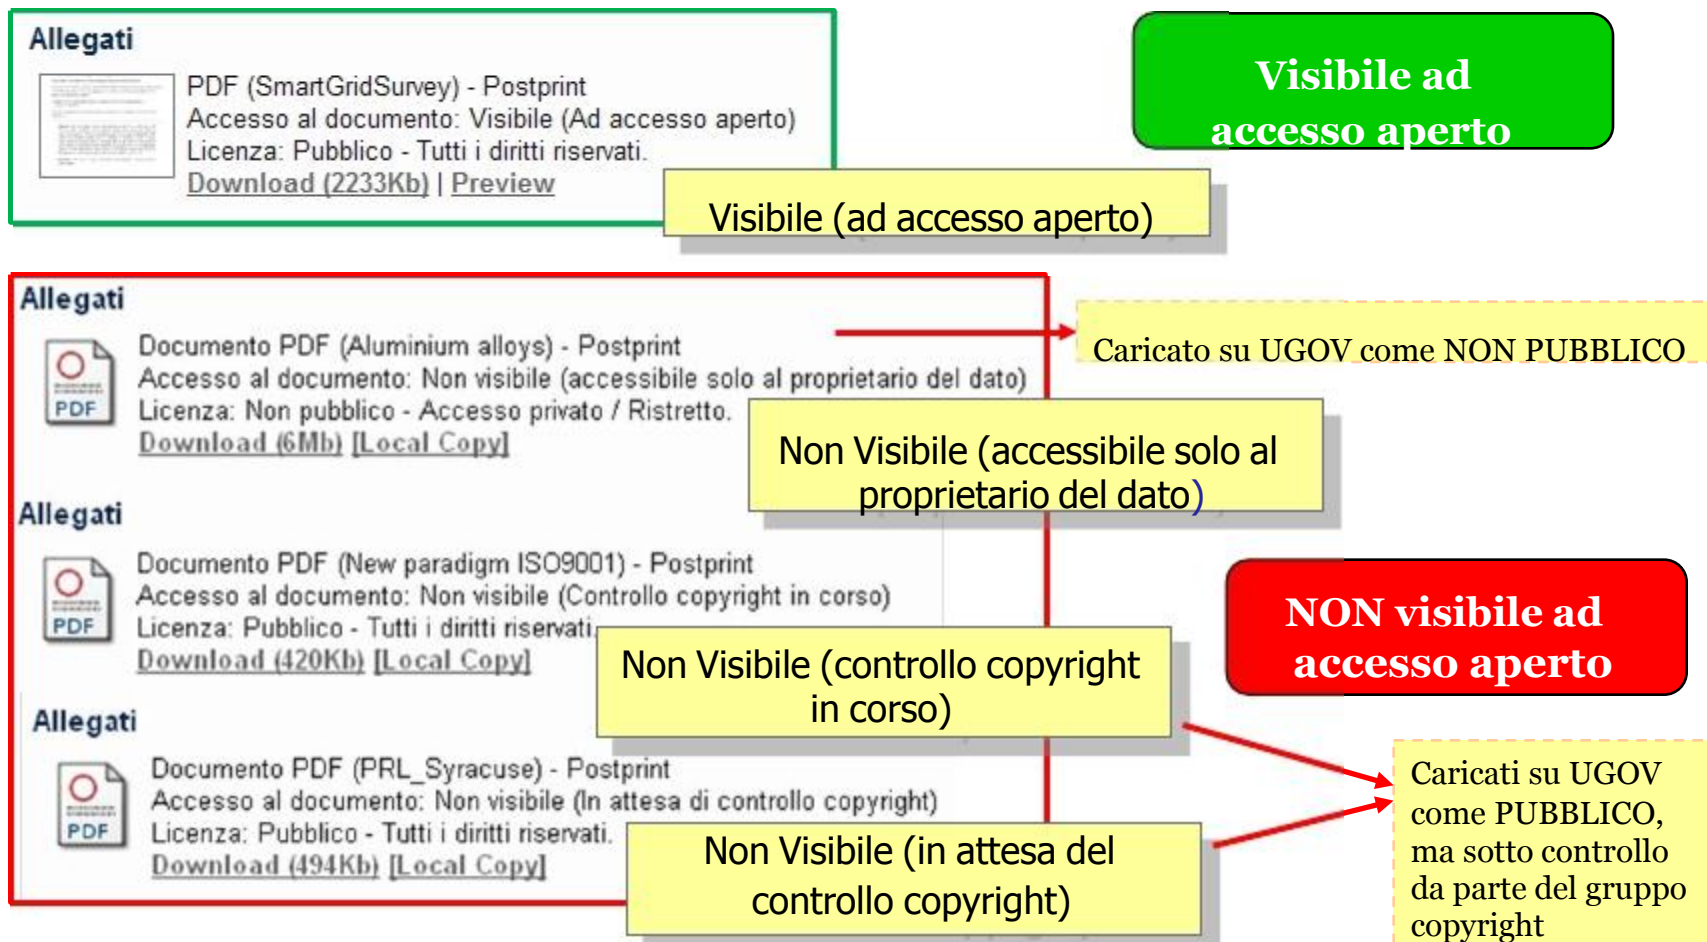 Allegati
PDF (SmartGridSurvey) - Postprint
Accesso al documento: Visibile (Ad accesso aperto)
Licenza: Pubblico - Tutti i diritti riservati.
Download (2233Kb) | Preview
Visibile ad
accesso aperto
Visibile (ad accesso aperto)
Allegati
Documento PDF (Aluminium alloys) - Postprint
Accesso al documento: Non visibile (accessibile solo al proprietario del dato)
Licenza: Non pubblico - Accesso privato / Ristretto.
Download (6Mb) [Local Copy]
PDF
Caricato su UGOV come NON PUBBLICO
Non Visibile (accessibile solo al
proprietario del dato)
Allegati
Documento PDF (New paradigm ISO9001) - Postprint
Accesso al documento: Non visibile (Controllo copyright in corso)
Licenza: Pubblico - Tutti i diritti riservati.
Download (420Kb) [Local Copy]
PDF
NON visibile ad
accesso aperto
Non Visibile (controllo copyright
in corso)
Allegati
Documento PDF (PRL_Syracuse) - Postprint
Accesso al documento: Non visibile (In attesa di controllo copyright)
Licenza: Pubblico - Tutti i diritti riservati.
Download (494Kb) [Local Copy]
PDF
Non Visibile (in attesa del
controllo copyright)
Caricati su UGOV
come PUBBLICO,
ma sotto controllo
da parte del gruppo
copyright